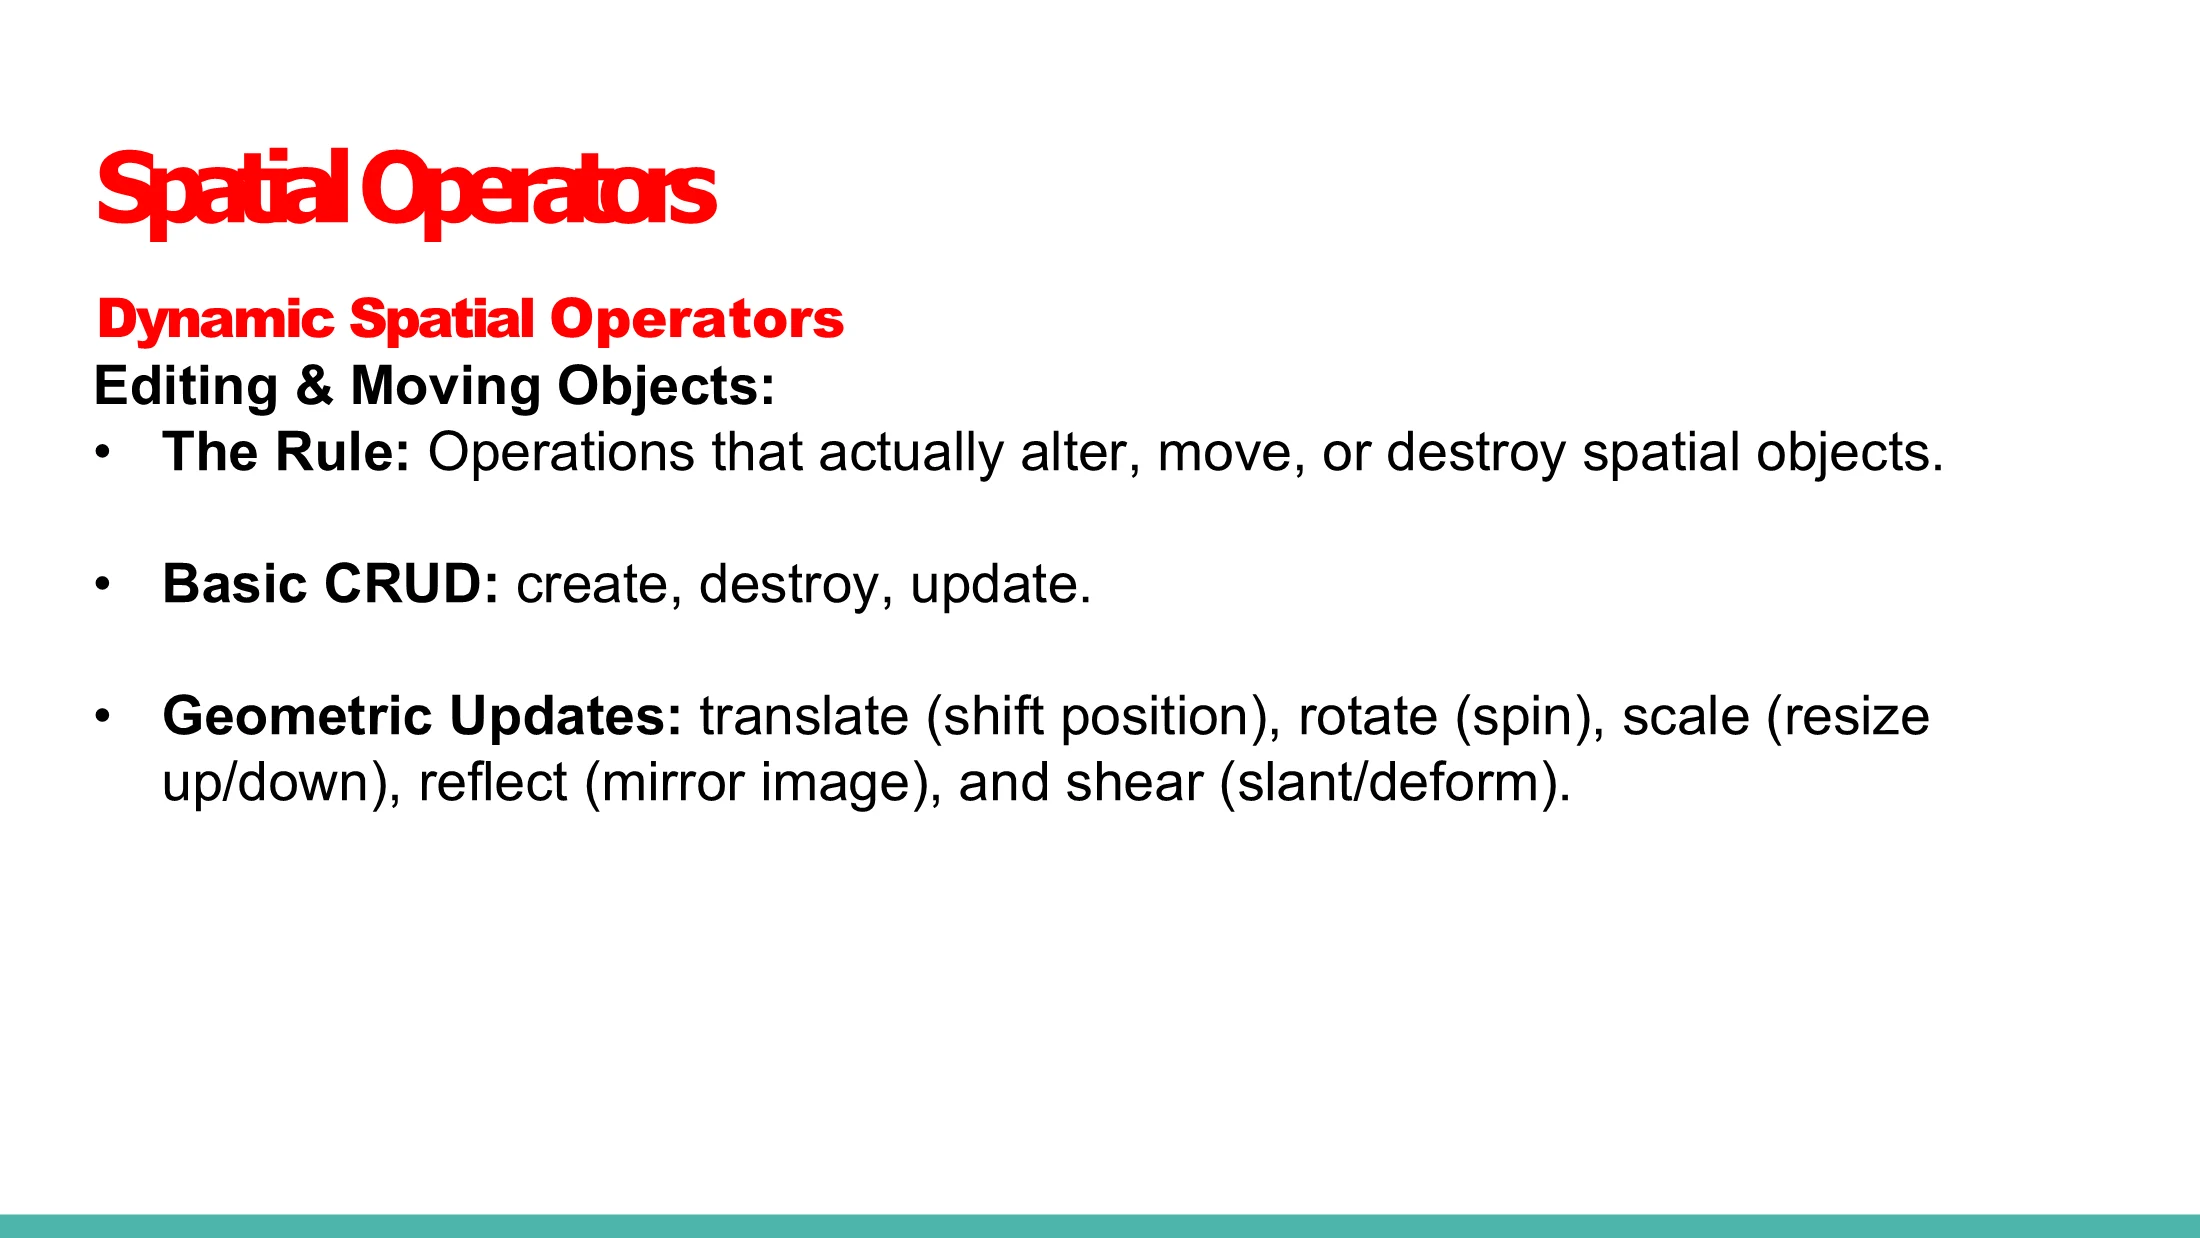 Spatial Operators
Dynamic Spatial Operators
Editing & Moving Objects:
• The Rule: Operations that actually alter, move, or destroy spatial objects.
• Basic CRUD: create, destroy, update.
• Geometric Updates: translate (shift position), rotate (spin), scale (resize
up/down), reflect (mirror image), and shear (slant/deform).